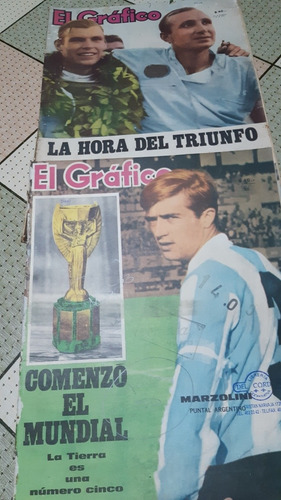 El Gráfico
LA HORA DEL TRIUNFO
El Gráfico
COMENZO
EL
MUNDIAL
La Tierra
es una
número cinco
MARZOLINI
PUNTAL ARGENTINO